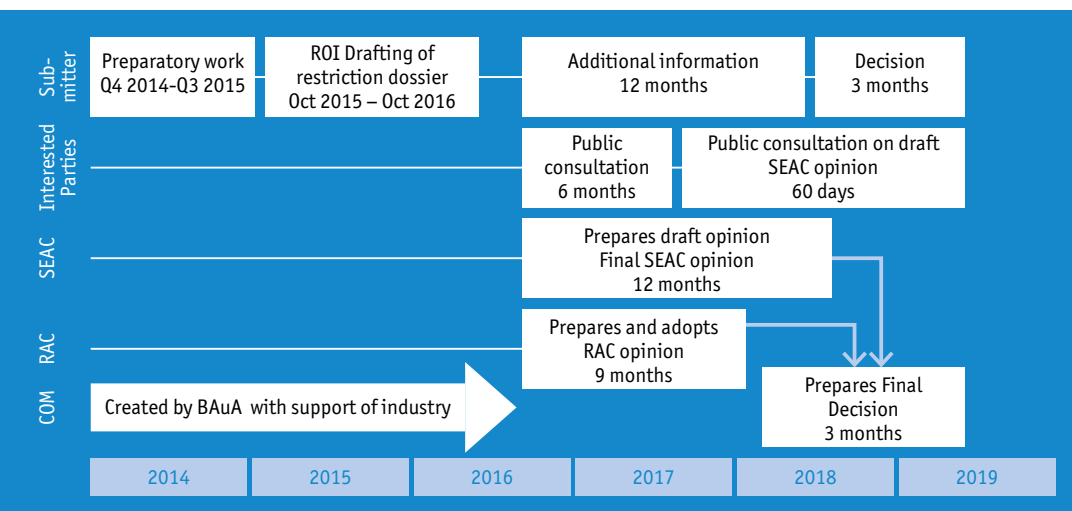 Sub-
mitter
Preparatory work
Q4 2014-Q3 2015
ROI Drafting of
restriction dossier
Oct 2015 – Oct 2016
Additional information
12 months
Decision
3 months
Interested
Parties
Public
consultation
6 months
Public consultation on draft
SEAC opinion
60 days
SEAC
Prepares draft opinion
Final SEAC opinion
12 months
RAC
Prepares and adopts
RAC opinion
9 months
COM
Created by BAuA with support of industry
Prepares Final
Decision
3 months
2014
2015
2016
2017
2018
2019